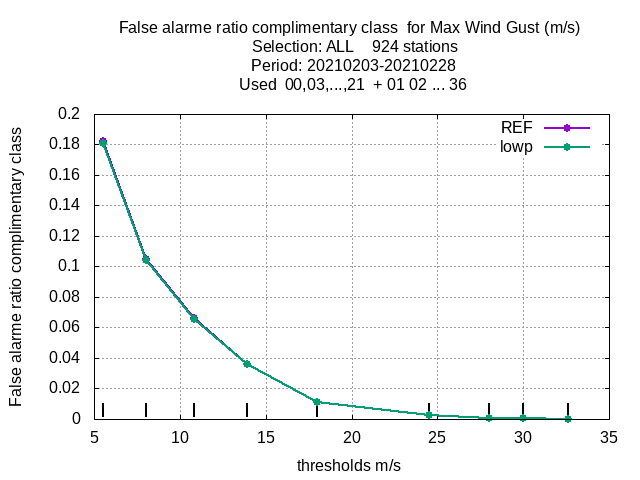 False alarme ratio complimentary class  for Max Wind Gust (m/s)
Selection: ALL    924 stations
Period: 20210203-20210228
Used  00,03,...,21  + 01 02 ... 36
REF
lowp
False alarme ratio complimentary class
0.2
0.18
0.16
0.14
0.12
0.1
0.08
0.06
0.04
0.02
0
5 10 15 20 25 30 35
thresholds m/s